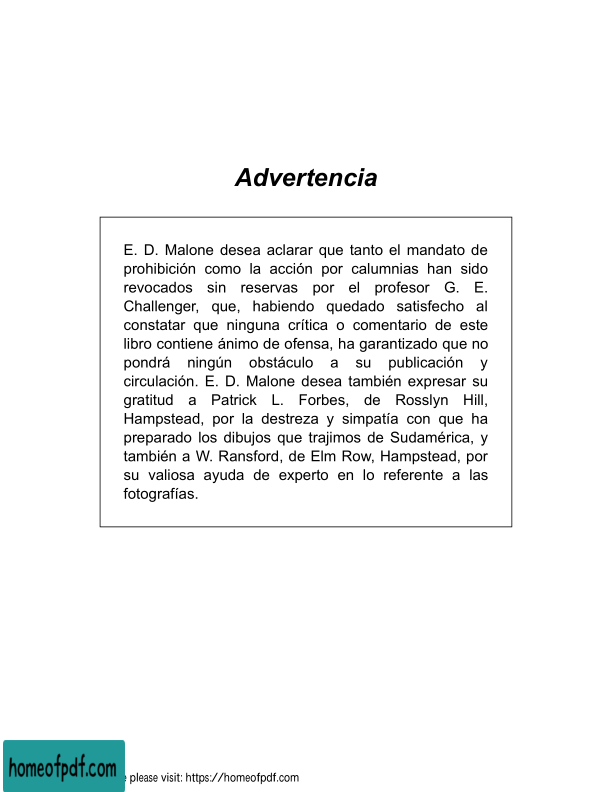 Advertencia
E. D. Malone desea aclarar que tanto el mandato de
prohibición como la acción por calumnias han sido
revocados sin reservas por el profesor G. E.
Challenger, que, habiendo quedado satisfecho al
constatar que ninguna crítica o comentario de este
libro contiene ánimo de ofensa, ha garantizado que no
pondrá ningún obstáculo a su publicación y
circulación. E. D. Malone desea también expresar su
gratitud a Patrick L. Forbes, de Rosslyn Hill,
Hampstead, por la destreza y simpatía con que ha
preparado los dibujos que trajimos de Sudamérica, y
también a W. Ransford, de Elm Row, Hampstead, por
su valiosa ayuda de experto en lo referente a las
fotografías.
homeofpdf.com
please visit: https://homeofpdf.com